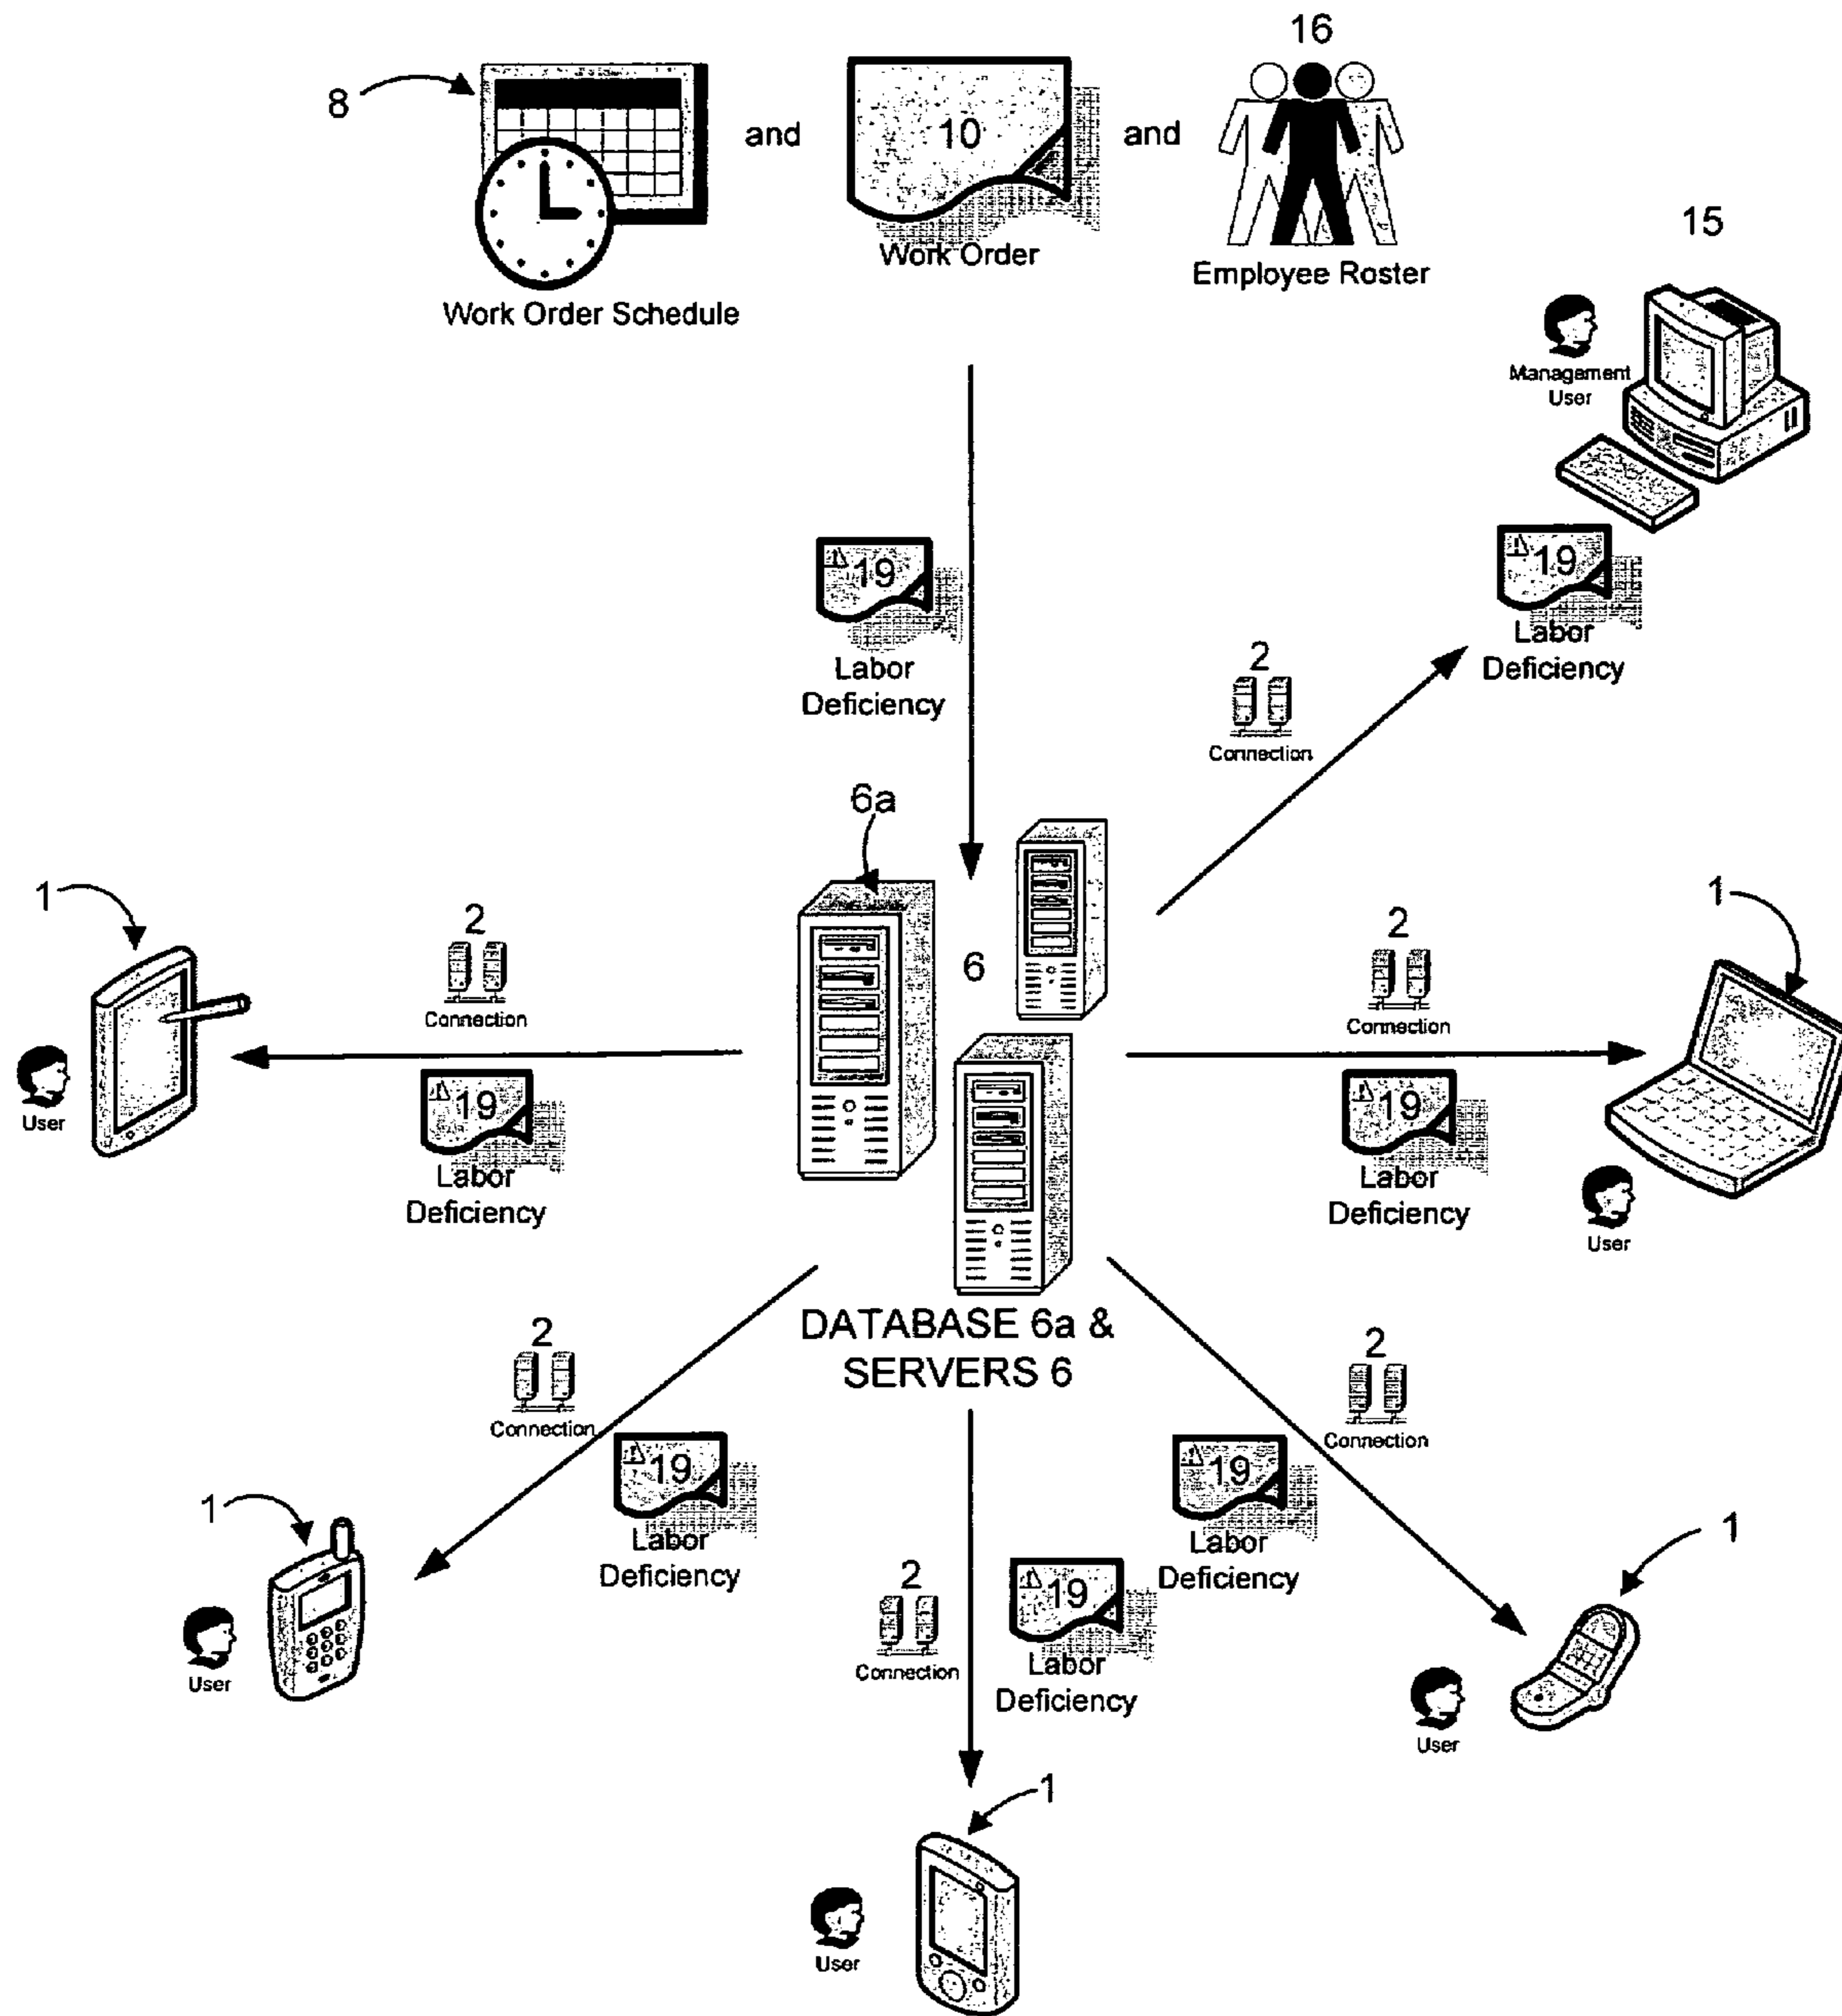 16
8
and
10
and
Work Order
Employee Roster
Work Order Schedule
15
Management
User
19
Labor
Deficiency
19
Labor
Deficiency
2
Connection
6a
6
1
2
Connection
19
Labor
Deficiency
User
2
Connection
1
19
Labor
Deficiency
User
DATABASE 6a &
SERVERS 6
2
Connection
19
Labor
Deficiency
1
User
2
Connection
19
Labor
Deficiency
1
User
2
Connection
19
Labor
Deficiency
1
User